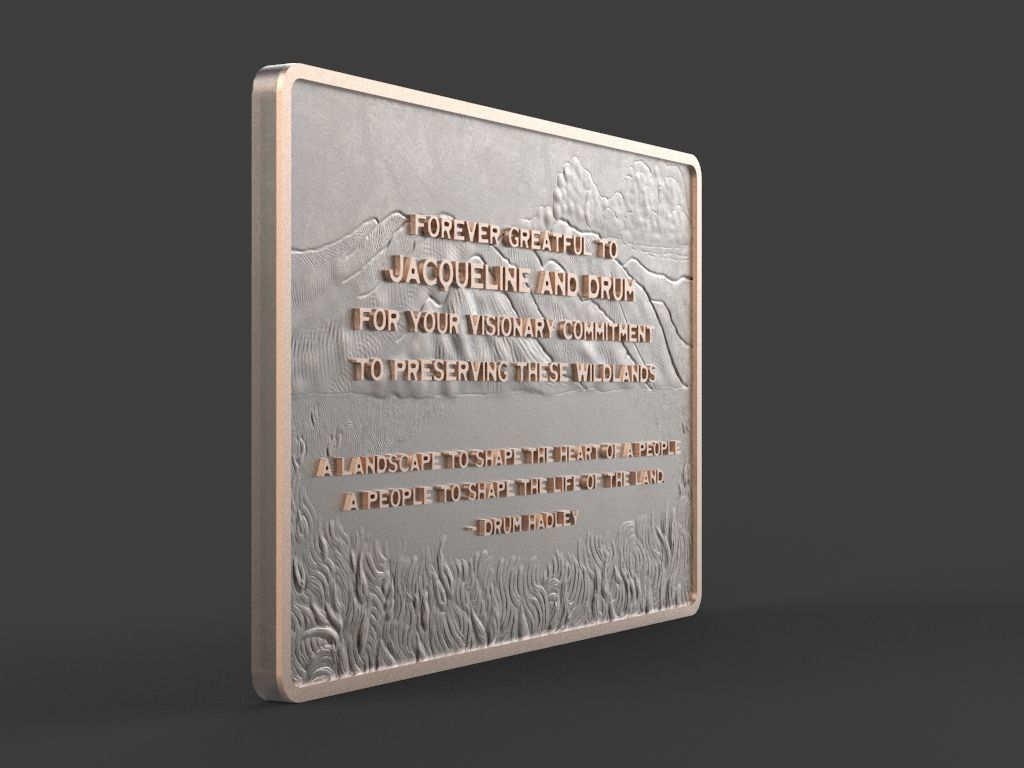 FOREVER GREATFUL TO
JACQUELINE AND DRUM
FOR YOUR VISIONARY COMMITMENT
TO PRESERVING THESE WILDLANDS
A LANDSCAPE TO SHAPE THE HEART OF A PEOPLE
A PEOPLE TO SHAPE THE LIFE OF THE LAND.
- DRUM HADLEY